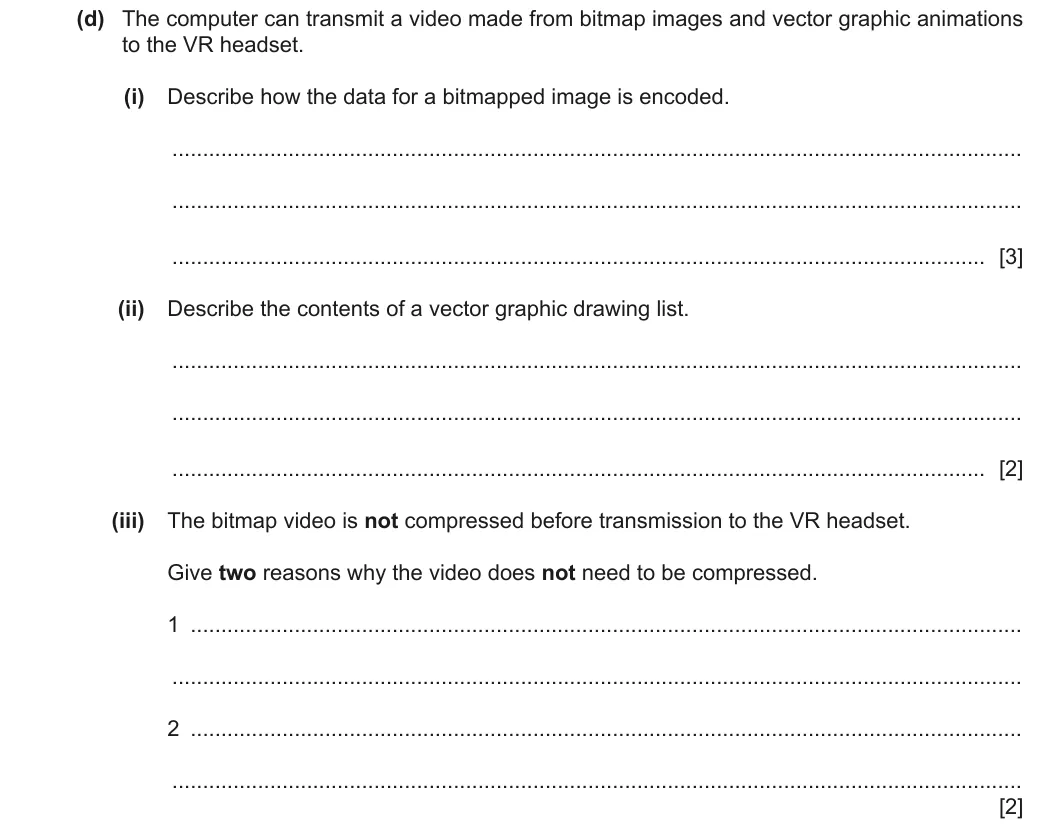 (d) The computer can transmit a video made from bitmap images and vector graphic animations
to the VR headset.
(i) Describe how the data for a bitmapped image is encoded.
...................................................................................................................................
...................................................................................................................................
............................................................................................................................. [3]
(ii) Describe the contents of a vector graphic drawing list.
...................................................................................................................................
...................................................................................................................................
............................................................................................................................. [2]
(iii) The bitmap video is not compressed before transmission to the VR headset.
Give two reasons why the video does not need to be compressed.
1 ................................................................................................................................
...................................................................................................................................
2 ................................................................................................................................
...................................................................................................................................
[2]